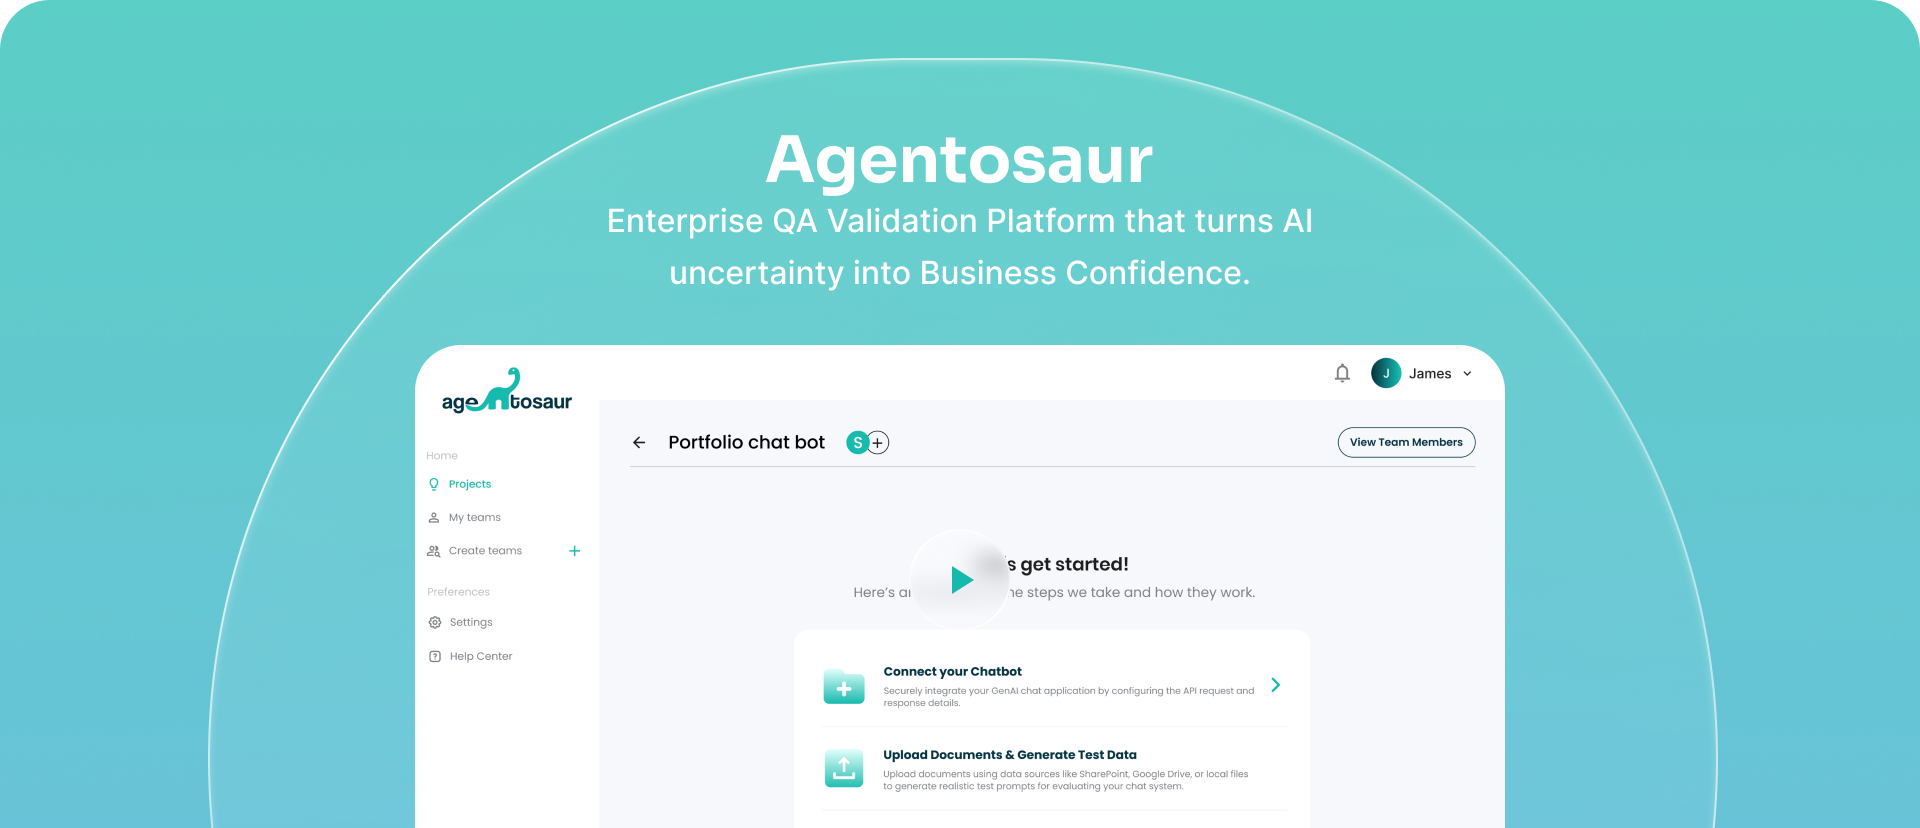 Agentosaur
Enterprise QA Validation Platform that turns AI
uncertainty into Business Confidence.
agentosaur
J James
Home
Projects
My teams
Create teams
Preferences
Settings
Help Center
Portfolio chat bot S
View Team Members
get started!
Here's steps we take and how they work.
Connect your Chatbot
Securely integrate your GenAI chat application by configuring the API request and
response details.
Upload Documents & Generate Test Data
Upload documents using data sources like SharePoint, Google Drive, or local files
to generate realistic test prompts for evaluating your chat system.